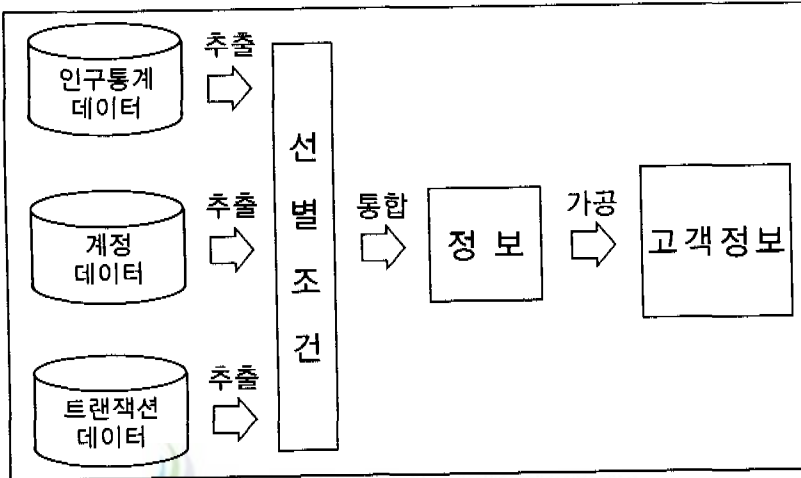 인구통계
데이터
추출
계정
데이터
추출
트랜잭션
데이터
추출
선별조건
통합
정 보
가공
고객정보